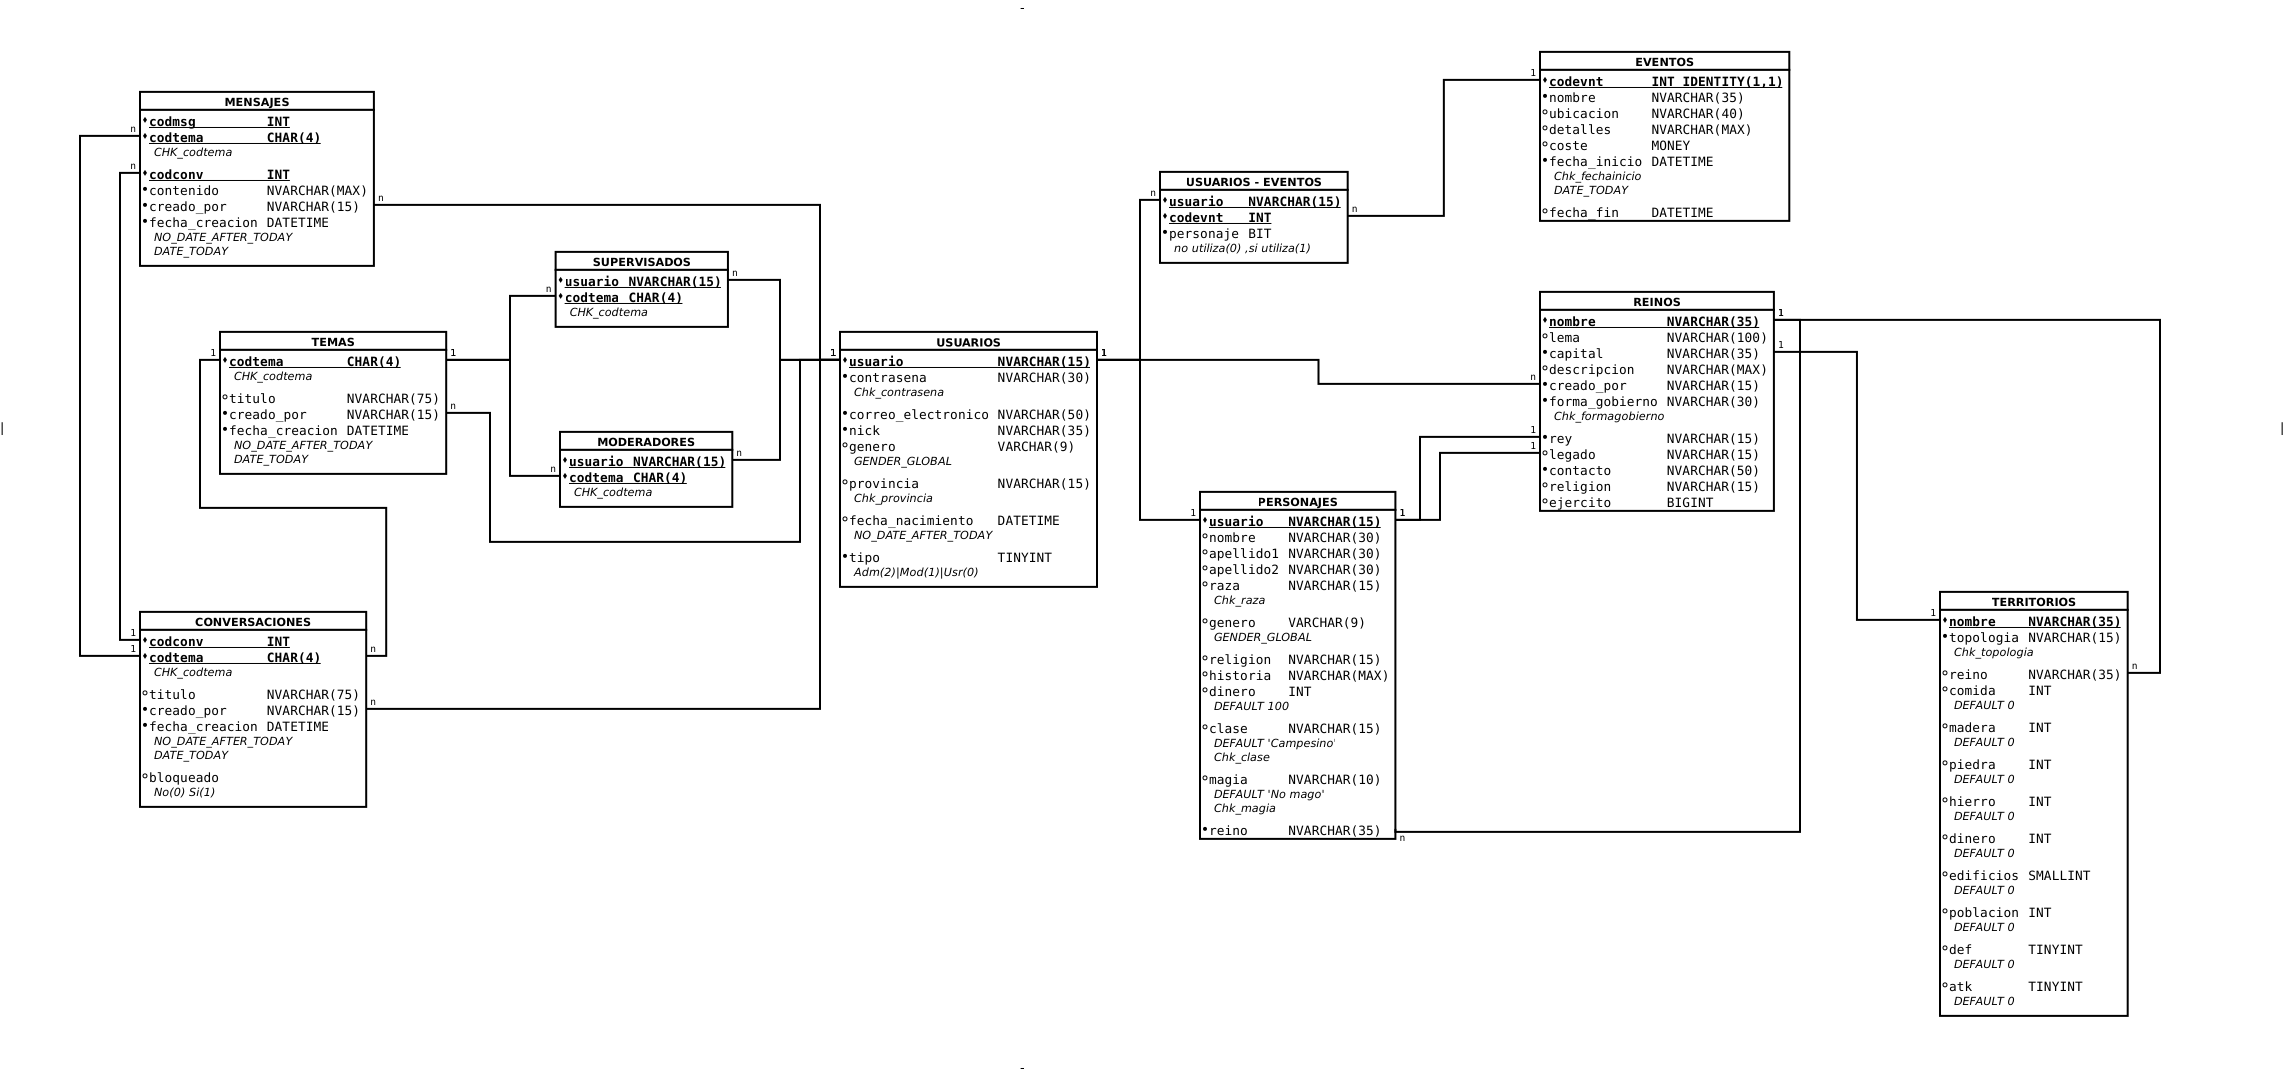 MENSAJES
codmsg INT
codtema CHAR(4)
CHK_codtema
codconv INT
contenido NVARCHAR(MAX)
creado_por NVARCHAR(15)
fecha_creacion DATETIME
NO_DATE_AFTER_TODAY
DATE_TODAY
n
n
n
SUPERVISADOS
usuario NVARCHAR(15)
codtema CHAR(4)
CHK_codtema
n
n
TEMAS
codtema CHAR(4)
CHK_codtema
titulo NVARCHAR(75)
creado_por NVARCHAR(15)
fecha_creacion DATETIME
NO_DATE_AFTER_TODAY
DATE_TODAY
1
1
n
MODERADORES
usuario NVARCHAR(15)
codtema CHAR(4)
CHK_codtema
n
n
CONVERSACIONES
codconv INT
codtema CHAR(4)
CHK_codtema
titulo NVARCHAR(75)
creado_por NVARCHAR(15)
fecha_creacion DATETIME
NO_DATE_AFTER_TODAY
DATE_TODAY
bloqueado
No(0) Si(1)
1
1
n
n
USUARIOS
usuario NVARCHAR(15)
contrasena NVARCHAR(30)
Chk_contrasena
correo_electronico NVARCHAR(50)
nick NVARCHAR(35)
genero VARCHAR(9)
GENDER_GLOBAL
provincia NVARCHAR(15)
Chk_provincia
fecha_nacimiento DATETIME
NO_DATE_AFTER_TODAY
tipo TINYINT
Adm(2)|Mod(1)|Usr(0)
1
1
USUARIOS - EVENTOS
usuario NVARCHAR(15)
codevnt INT
personaje BIT
no utiliza(0) ,si utiliza(1)
n
n
EVENTOS
codevnt INT IDENTITY(1,1)
nombre NVARCHAR(35)
ubicacion NVARCHAR(40)
detalles NVARCHAR(MAX)
coste MONEY
fecha_inicio DATETIME
Chk_fechainicio
DATE_TODAY
fecha_fin DATETIME
1
REINOS
nombre NVARCHAR(35)
lema NVARCHAR(100)
capital NVARCHAR(35)
descripcion NVARCHAR(MAX)
creado_por NVARCHAR(15)
forma_gobierno NVARCHAR(30)
Chk_formagobierno
rey NVARCHAR(15)
legado NVARCHAR(15)
contacto NVARCHAR(50)
religion NVARCHAR(15)
ejercito BIGINT
1
1
n
1
1
PERSONAJES
usuario NVARCHAR(15)
nombre NVARCHAR(30)
apellido1 NVARCHAR(30)
apellido2 NVARCHAR(30)
raza NVARCHAR(15)
Chk_raza
genero VARCHAR(9)
GENDER_GLOBAL
religion NVARCHAR(15)
historia NVARCHAR(MAX)
dinero INT
DEFAULT 100
clase NVARCHAR(15)
DEFAULT 'Campesino'
Chk_clase
magia NVARCHAR(10)
DEFAULT 'No mago'
Chk_magia
reino NVARCHAR(35)
1
1
n
TERRITORIOS
nombre NVARCHAR(35)
topologia NVARCHAR(15)
Chk_topologia
reino NVARCHAR(35)
comida INT
DEFAULT 0
madera INT
DEFAULT 0
piedra INT
DEFAULT 0
hierro INT
DEFAULT 0
dinero INT
DEFAULT 0
edificios SMALLINT
DEFAULT 0
poblacion INT
DEFAULT 0
def TINYINT
DEFAULT 0
atk TINYINT
DEFAULT 0
1
n